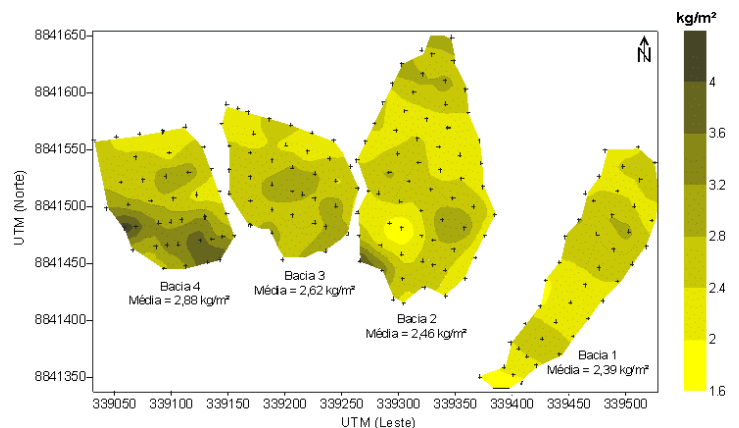 kg/m²
N
8841650
8841600
8841550
8841500
8841450
8841400
8841350
UTM (Norte)
4
3.6
3.2
2.8
2.4
2
1.6
Bacia 4
Média = 2,88 kg/m²
Bacia 3
Média = 2,62 kg/m²
Bacia 2
Média = 2,46 kg/m²
Bacia 1
Média = 2,39 kg/m²
339050 339100 339150 339200 339250 339300 339350 339400 339450 339500
UTM (Leste)